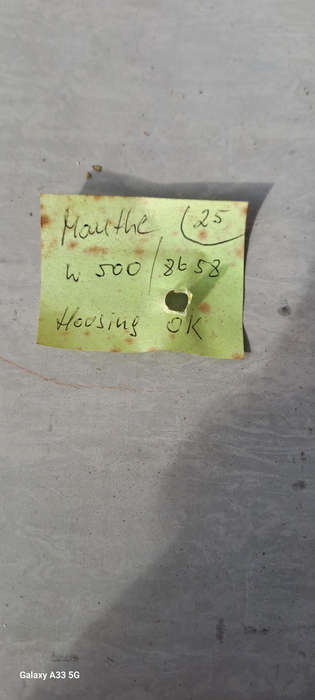 Mauthe (25
W 500 / 8658
Housing OK
Galaxy A33 5G